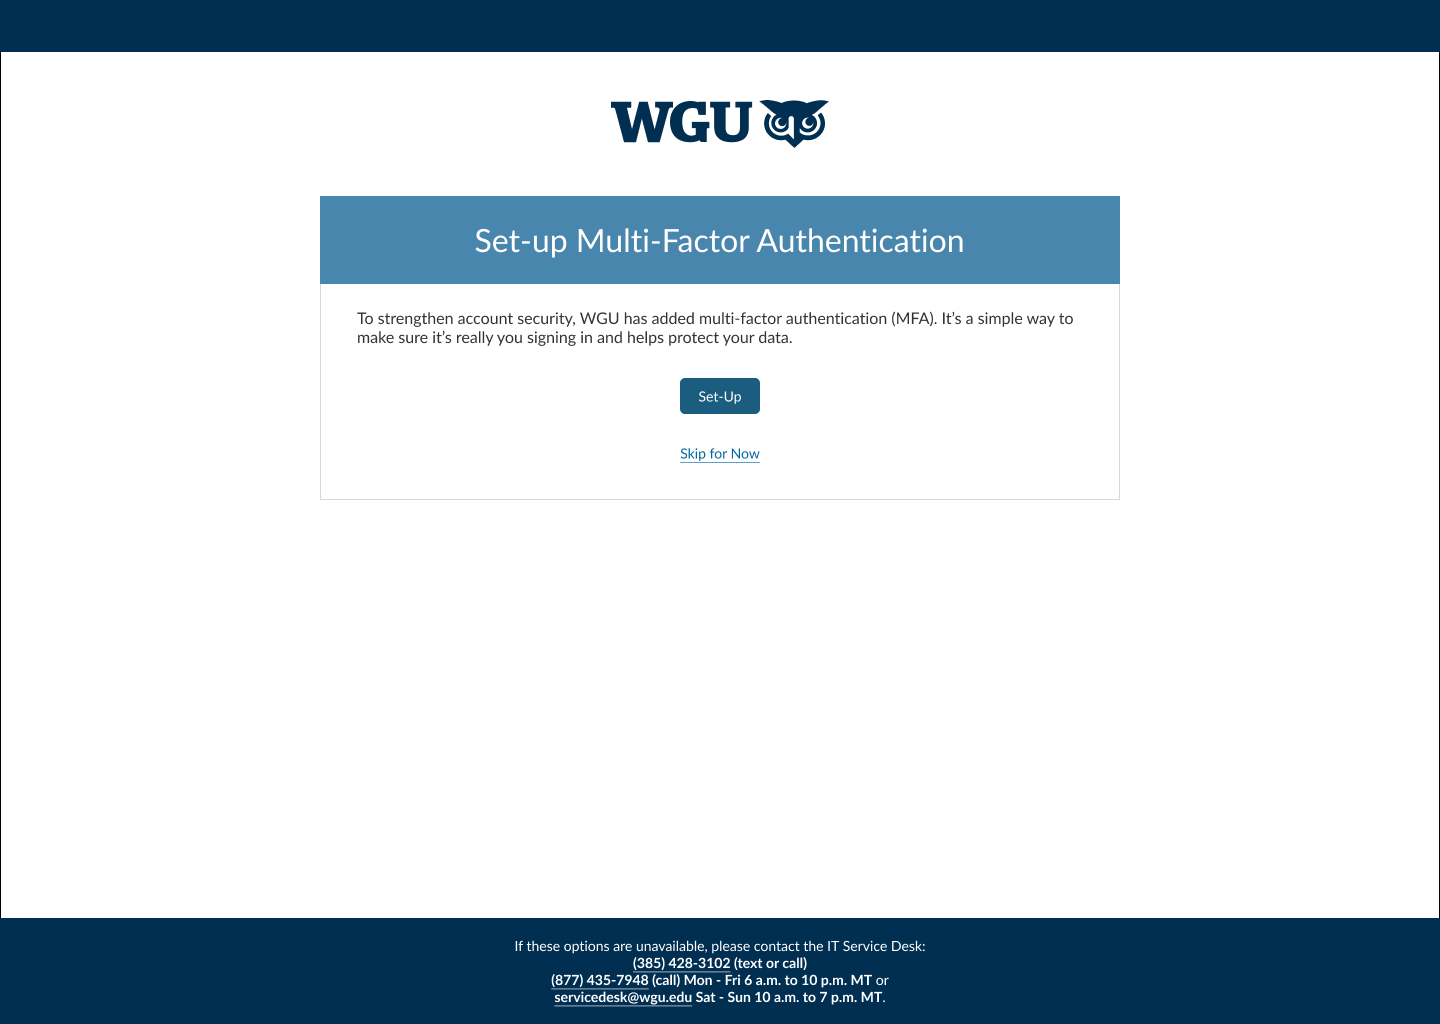 WGU
Set-up Multi-Factor Authentication
To strengthen account security, WGU has added multi-factor authentication (MFA). It’s a simple way to
make sure it’s really you signing in and helps protect your data.
Set-Up
Skip for Now
If these options are unavailable, please contact the IT Service Desk:
(385) 428-3102 (text or call)
(877) 435-7948 (call) Mon - Fri 6 a.m. to 10 p.m. MT or
servicedesk@wgu.edu Sat - Sun 10 a.m. to 7 p.m. MT.